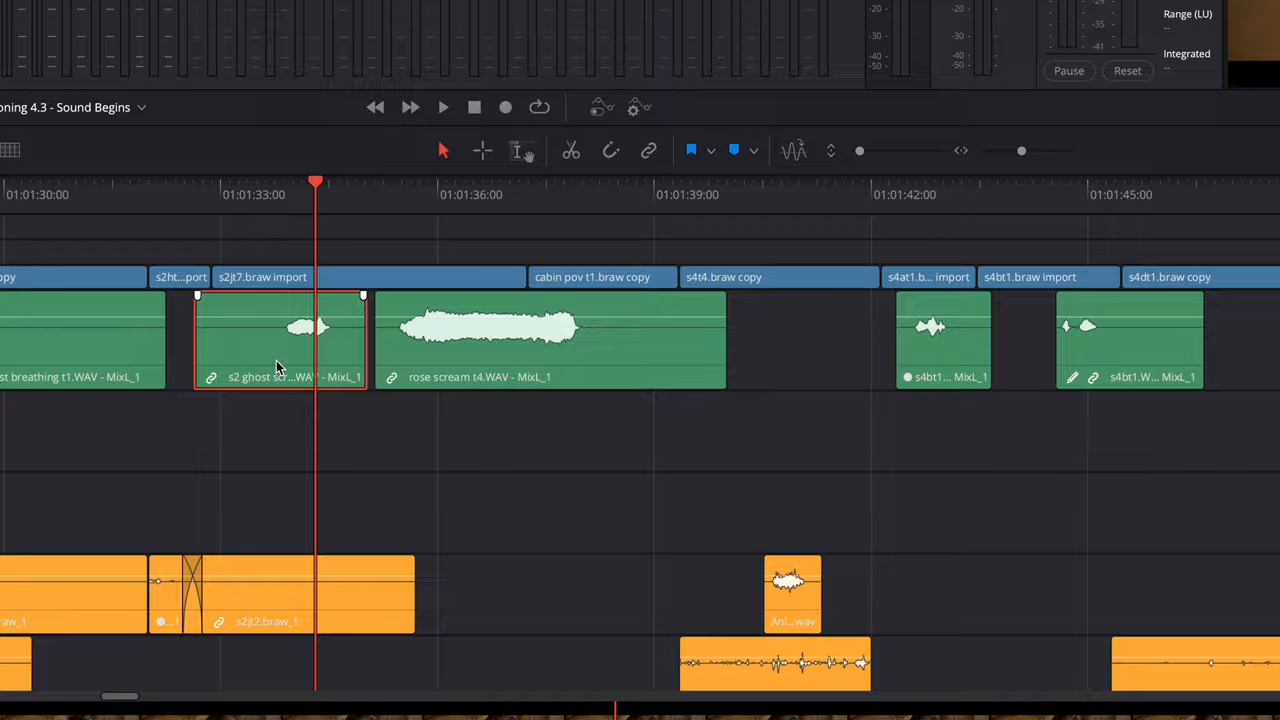 -20
-30
-40
-50
-20
-30
-40
-50
-29
-35
-41
Range (LU)
--
Integrated
--
Pause
Reset
oning 4.3 - Sound Begins
01:01:30:00
01:01:33:00
01:01:36:00
01:01:39:00
01:01:42:00
01:01:45:00
opy
s2ht...port
s2jt7.braw import
cabin pov t1.braw copy
s4t4.braw copy
s4at1.b... import
s4bt1.braw import
s4dt1.braw copy
st breathing t1.WAV - MixL_1
s2 ghost scr...WAV - MixL_1
rose scream t4.WAV - MixL_1
s4bt1... MixL_1
s4bt1.W... MixL_1
raw_1
...1
s2jt2.braw_1
Ani...wav